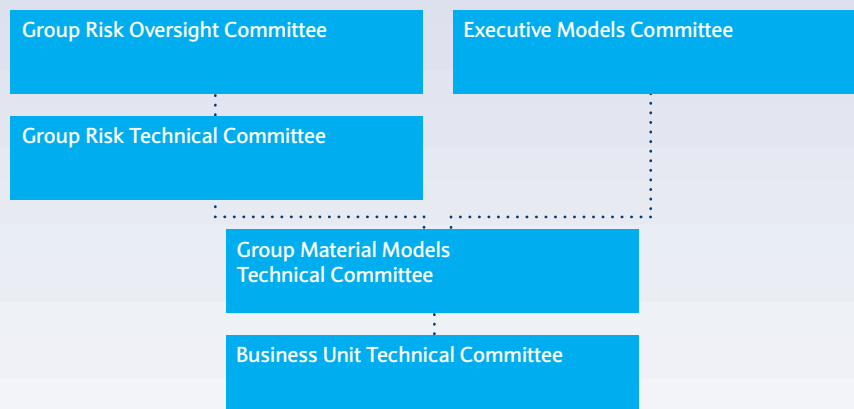 Group Risk Oversight Committee
Executive Models Committee
Group Risk Technical Committee
Group Material Models
Technical Committee
Business Unit Technical Committee